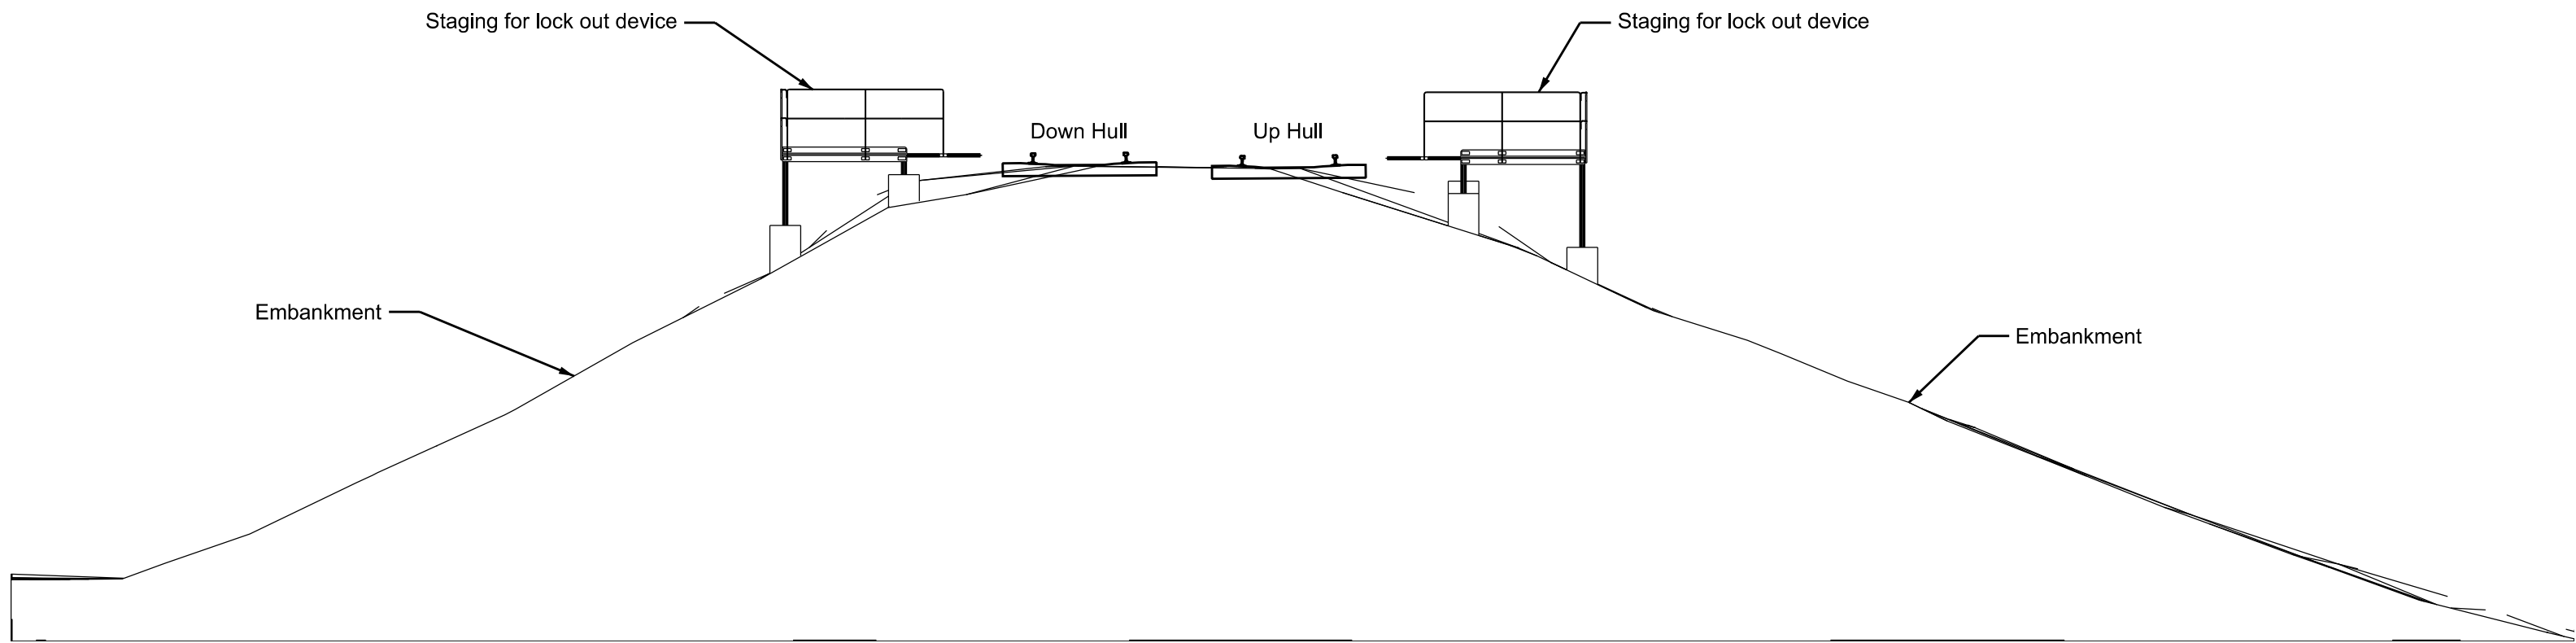 Staging for lock out device
Staging for lock out device
Down Hull
Up Hull
Embankment
Embankment